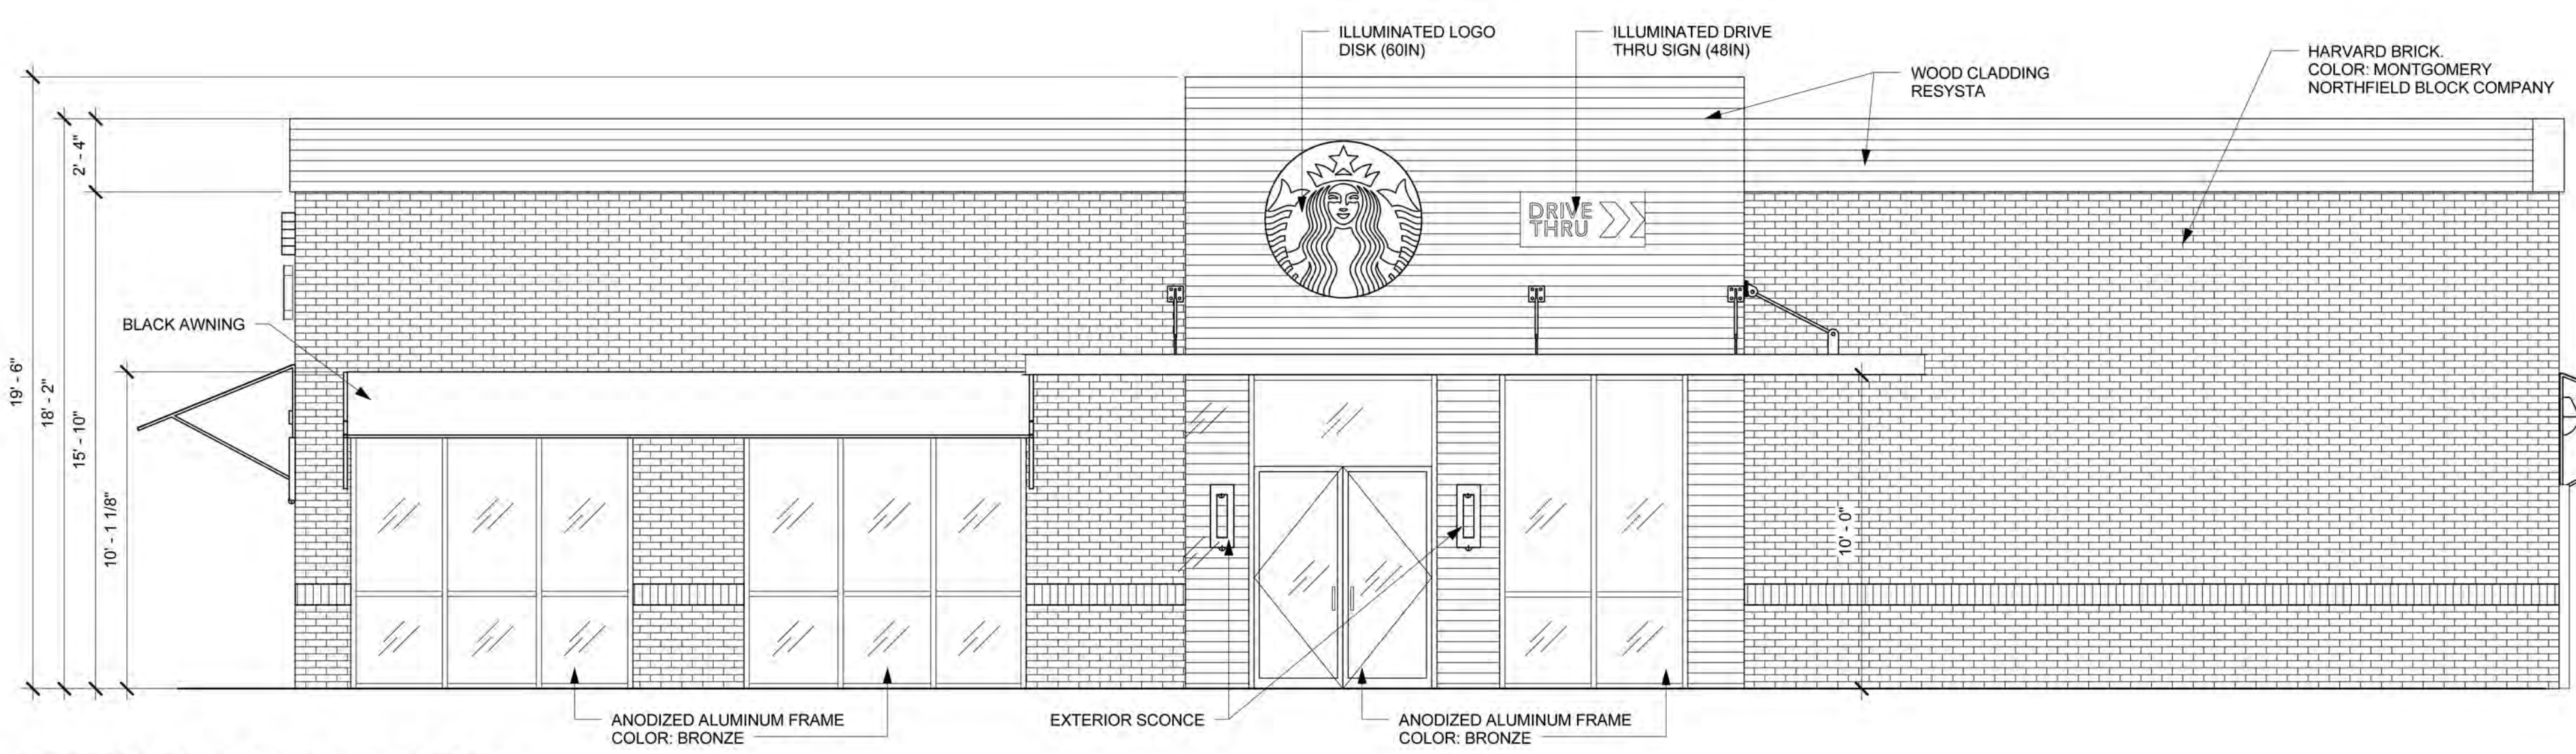 ILLUMINATED LOGO
DISK (60IN)
ILLUMINATED DRIVE
THRU SIGN (48IN)
WOOD CLADDING
RESYSTA
HARVARD BRICK.
COLOR: MONTGOMERY
NORTHFIELD BLOCK COMPANY
2' - 4"
DRIVE
THRU
BLACK AWNING
19' - 6"
18' - 2"
15' - 10"
10' - 1 1/8"
10' - 0"
ANODIZED ALUMINUM FRAME
COLOR: BRONZE
EXTERIOR SCONCE
ANODIZED ALUMINUM FRAME
COLOR: BRONZE